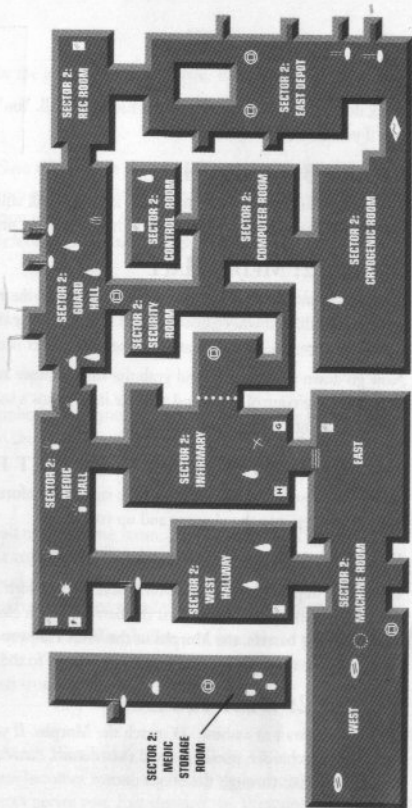 SECTOR 2:
REC ROOM
SECTOR 2:
EAST DEPOT
SECTOR 2:
GUARD
HALL
SECTOR 2:
CONTROL ROOM
SECTOR 2:
COMPUTER ROOM
SECTOR 2:
CRYOGENIC ROOM
SECTOR 2:
SECURITY
ROOM
SECTOR 2:
MEDIC
HALL
SECTOR 2:
INFIRMARY
G
H
EAST
SECTOR 2:
WEST
HALLWAY
SECTOR 2:
MACHINE ROOM
WEST
SECTOR 2:
MEDIC
STORAGE
ROOM